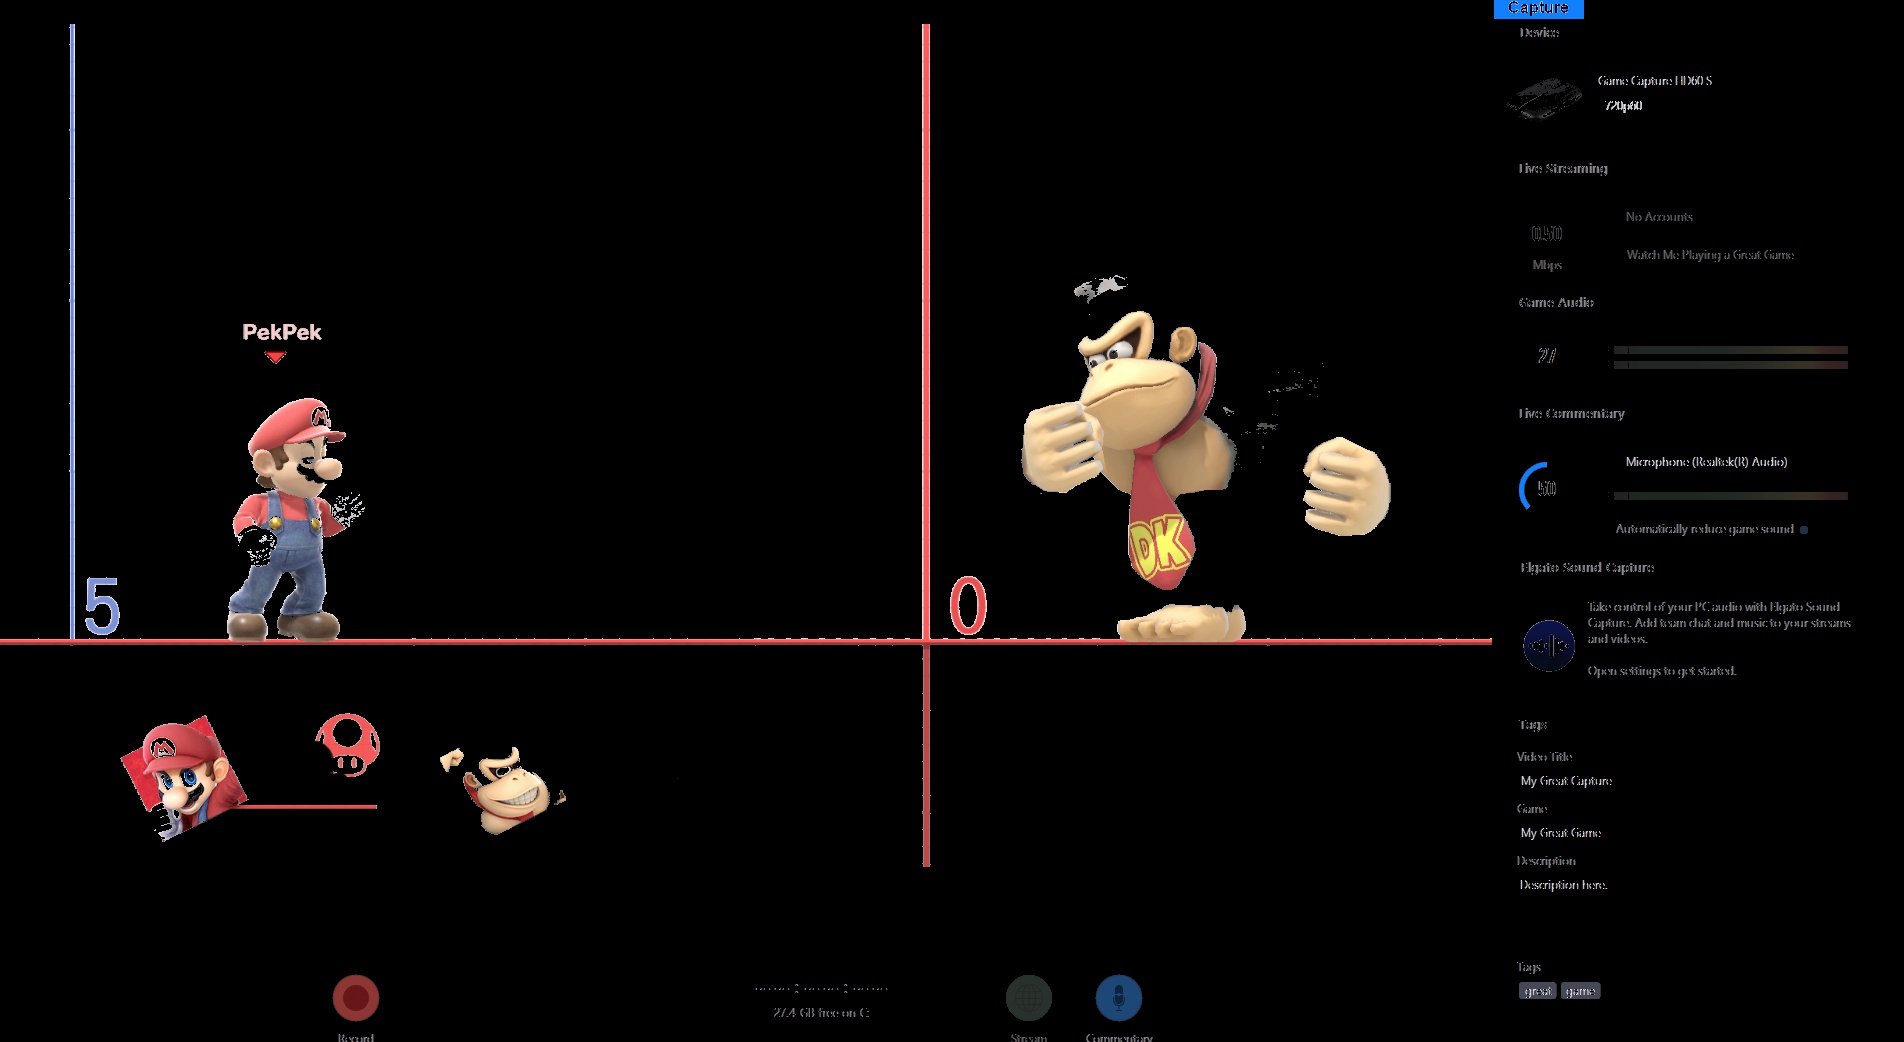 Capture
Device
Game Capture HD60 S
720p60
Live Streaming
No Accounts
0.50
Mbps
Watch Me Playing a Great Game
Game Audio
27
Live Commentary
Microphone (Realtek(R) Audio)
50
Automatically reduce game sound
Elgato Sound Capture
Take control of your PC audio with Elgato Sound
Capture. Add team chat and music to your streams
and videos.
Open settings to get started.
Tags
Video Title
My Great Capture
Game
My Great Game
Description
Description here.
Tags
great game
PekPek
M
DK
5
0
M
27.4 GB free on C:
Record
Stream
Commentary